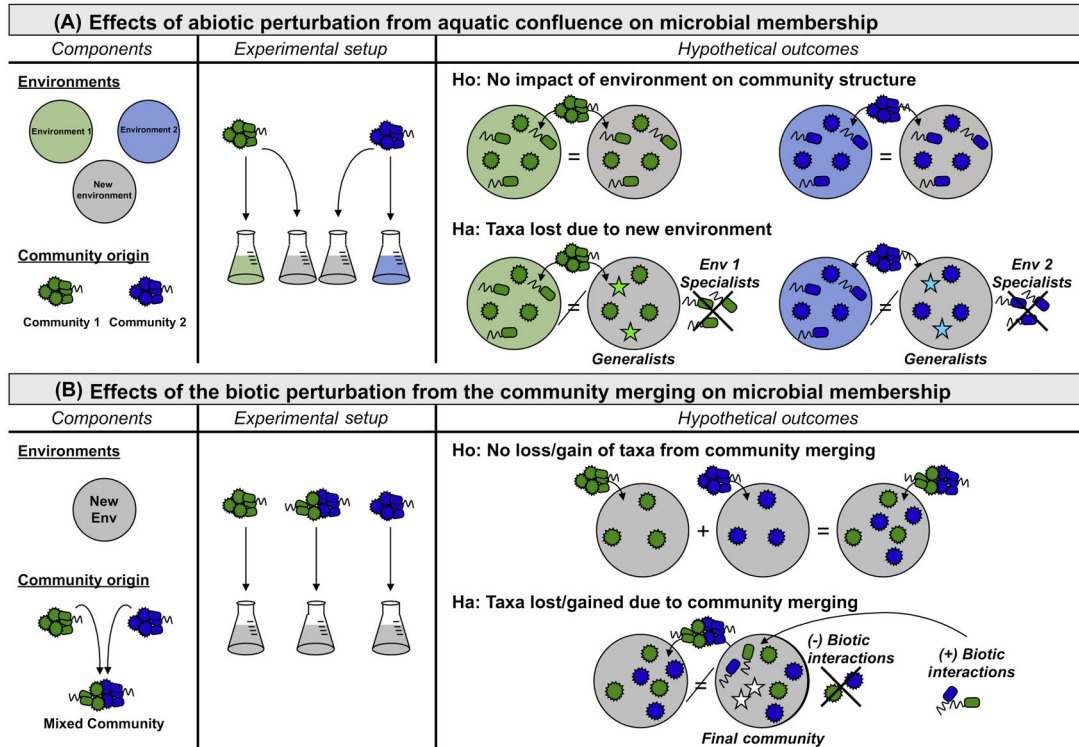 (A) Effects of abiotic perturbation from aquatic confluence on microbial membership
Components
Experimental setup
Hypothetical outcomes
Environments
Environment 1
Environment 2
New
environment
Community origin
Community 1
Community 2
Ho: No impact of environment on community structure
=
=
Ha: Taxa lost due to new environment
=
Env 1
Specialists
Generalists
=
Env 2
Specialists
Generalists
(B) Effects of the biotic perturbation from the community merging on microbial membership
Components
Experimental setup
Hypothetical outcomes
Environments
New
Env
Community origin
Mixed Community
Ho: No loss/gain of taxa from community merging
+
=
Ha: Taxa lost/gained due to community merging
=
(-) Biotic
interactions
(+) Biotic
interactions
Final community